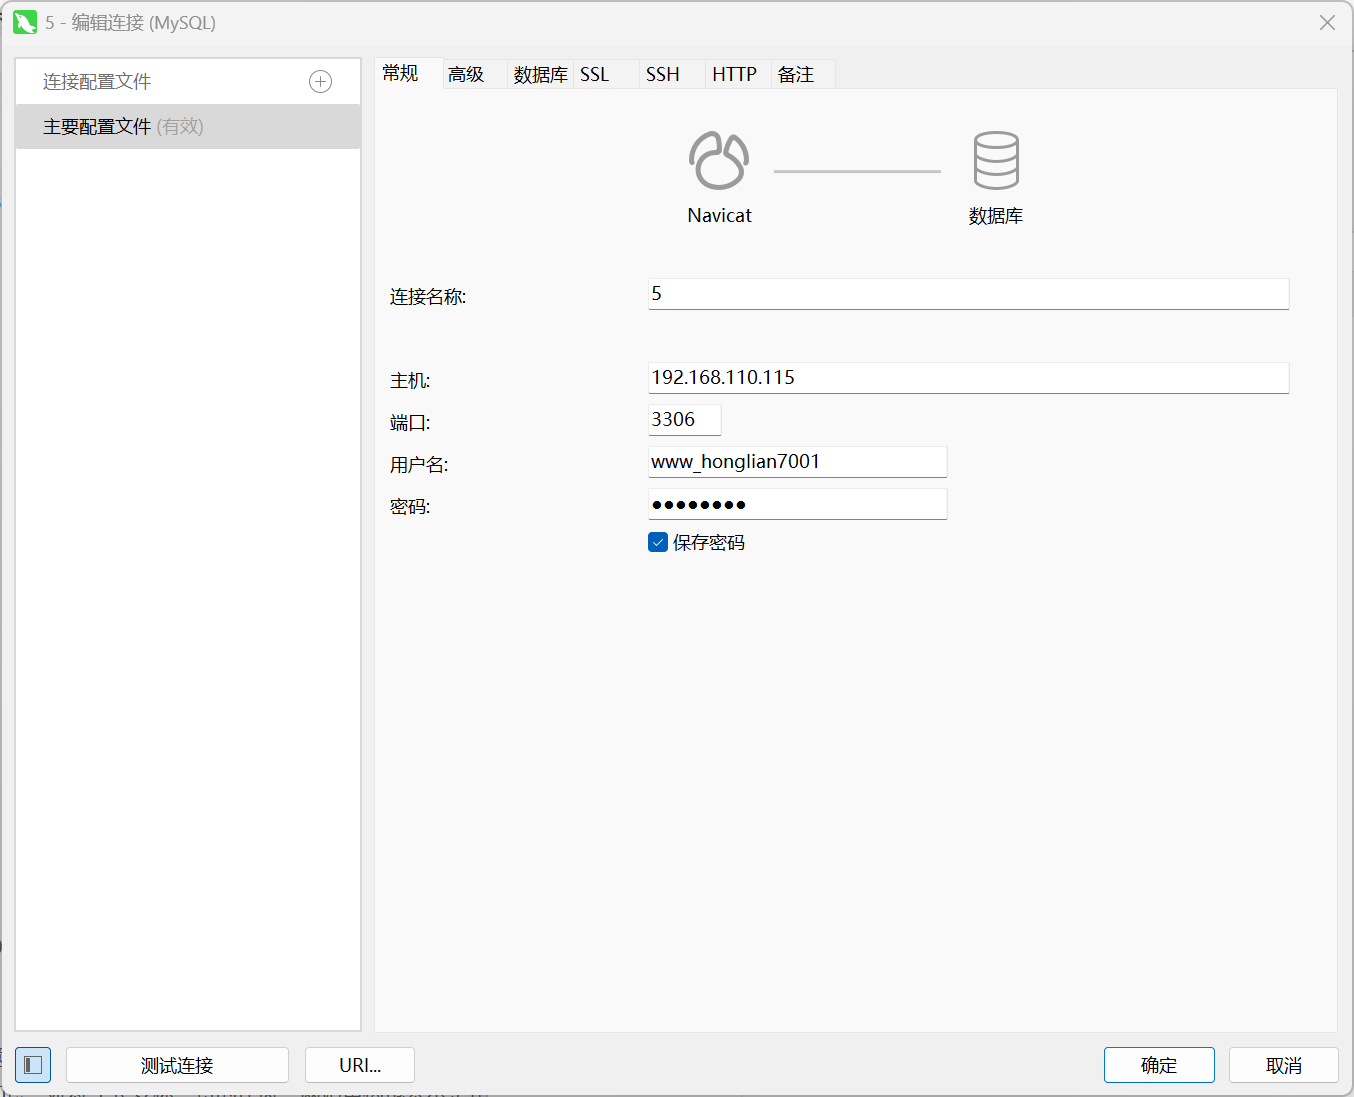 5 - 编辑连接 (MySQL)
连接配置文件
主要配置文件 (有效)
常规 高级 数据库 SSL SSH HTTP 备注
Navicat 数据库
连接名称: 5
主机: 192.168.110.115
端口: 3306
用户名: www_honglian7001
密码: ●●●●●●●●
保存密码
测试连接 URI... 确定 取消